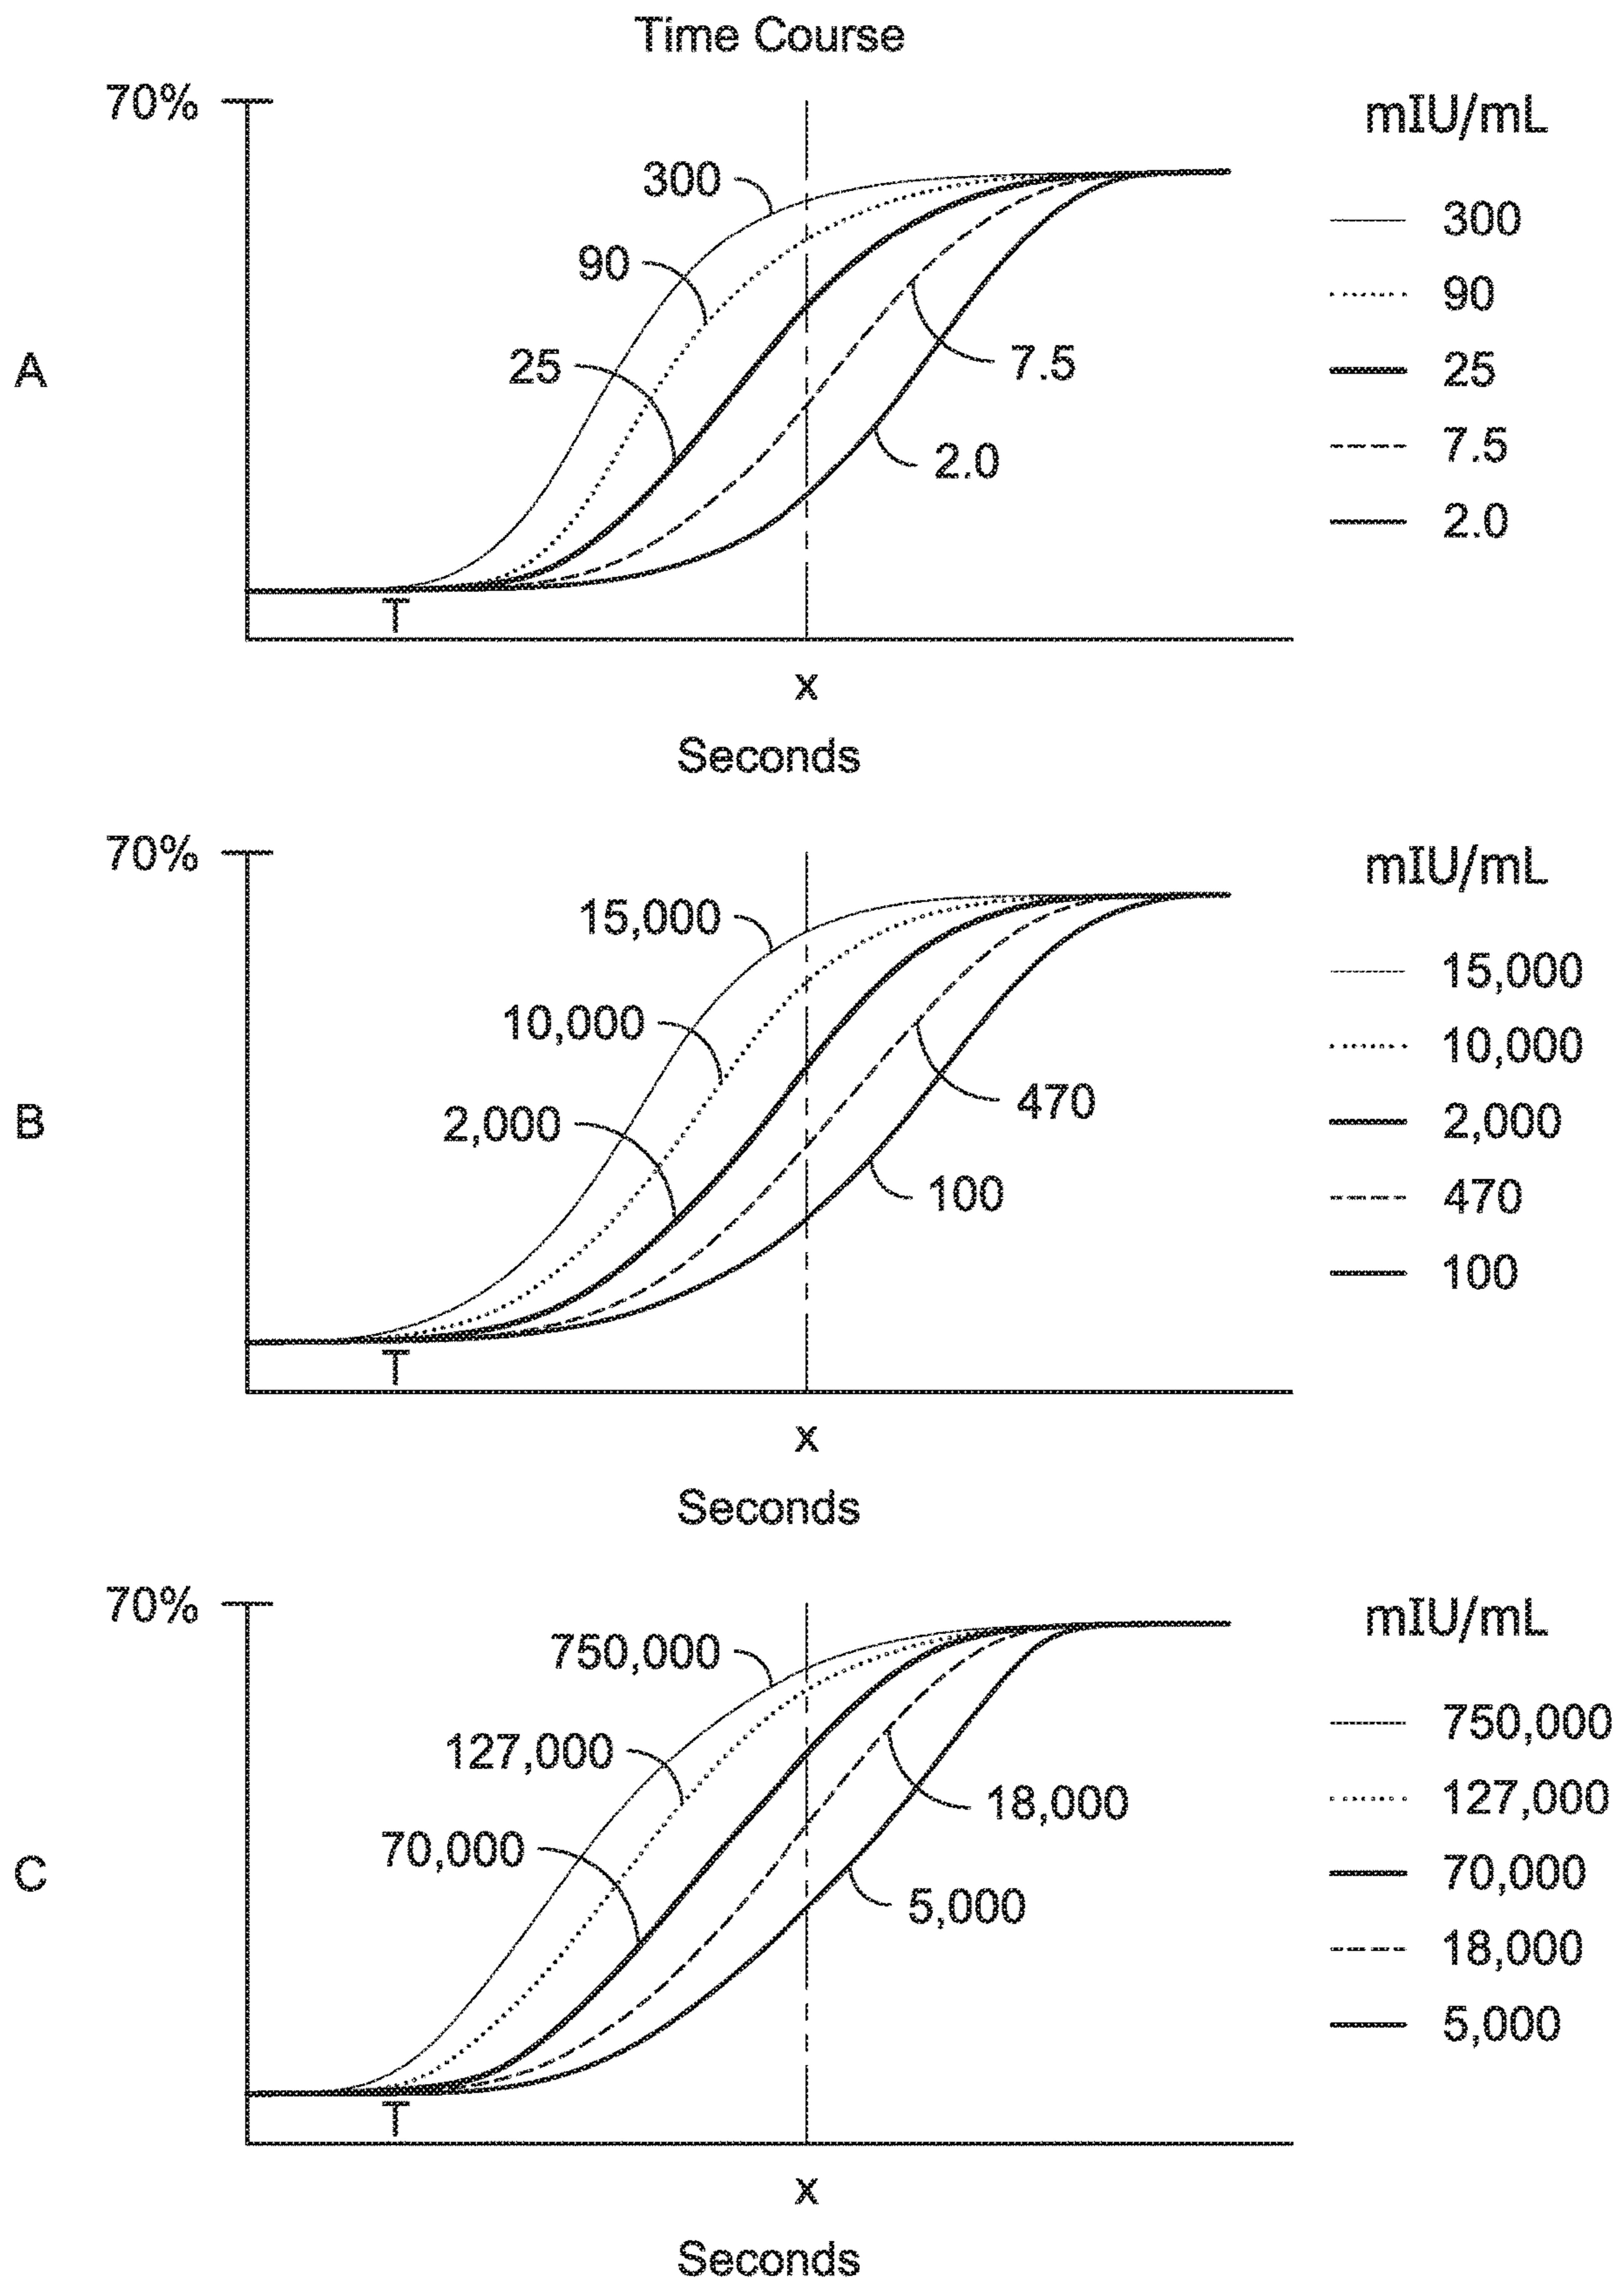 Time Course
70%
mIU/mL
300
300
90
90
25
25
A
7.5
7.5
2.0
2.0
T
x
Seconds
70%
mIU/mL
15,000
15,000
10,000
10,000
2,000
2,000
B
470
470
100
100
T
x
Seconds
70%
mIU/mL
750,000
750,000
127,000
127,000
70,000
70,000
C
18,000
18,000
5,000
5,000
T
x
Seconds